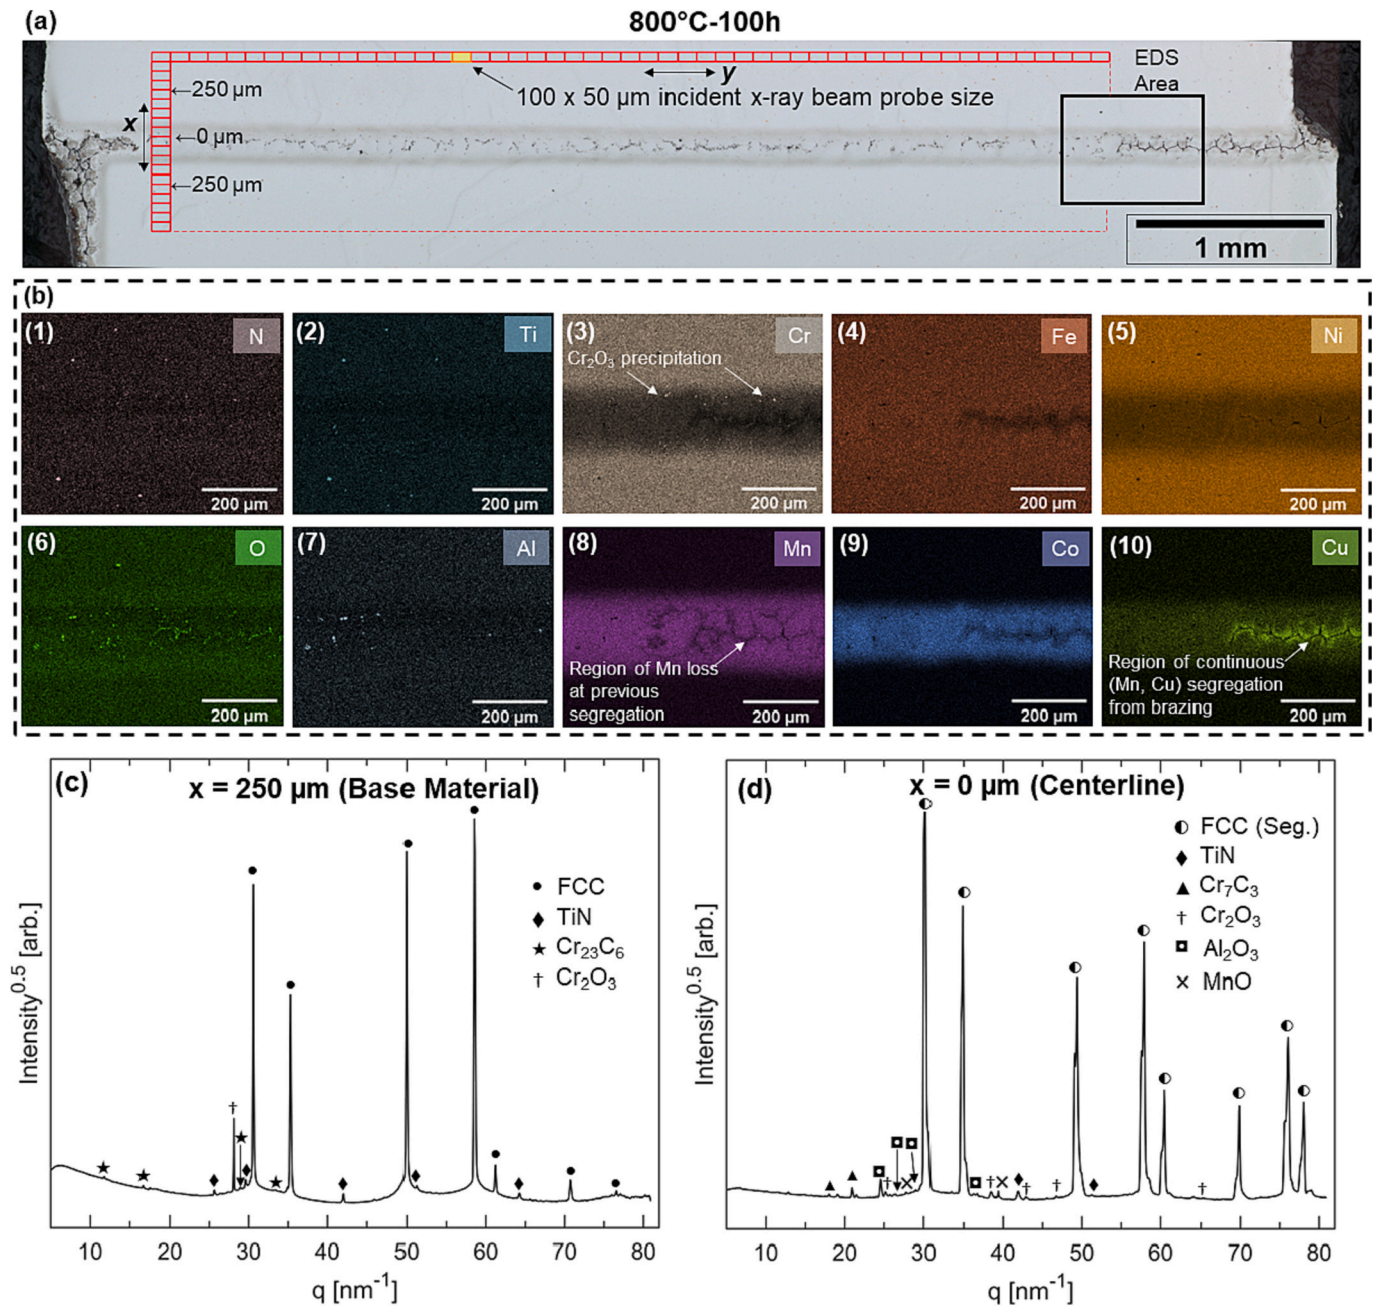 (a)
800°C-100h
EDS
Area
250 µm
y
100 x 50 µm incident x-ray beam probe size
x
0 µm
250 µm
1 mm
(b)
(1) N
200 µm
(2) Ti
200 µm
(3) Cr
Cr₂O₃ precipitation
200 µm
(4) Fe
200 µm
(5) Ni
200 µm
(6) O
200 µm
(7) Al
200 µm
(8) Mn
Region of Mn loss
at previous
segregation
200 µm
(9) Co
200 µm
(10) Cu
Region of continuous
(Mn, Cu) segregation
from brazing
200 µm
(c)
x = 250 µm (Base Material)
FCC
TiN
Cr₂₃C₆
Cr₂O₃
Intensity⁰·⁵ [arb.]
10 20 30 40 50 60 70 80
q [nm⁻¹]
(d)
x = 0 µm (Centerline)
FCC (Seg.)
TiN
Cr₇C₃
Cr₂O₃
Al₂O₃
MnO
Intensity⁰·⁵ [arb.]
10 20 30 40 50 60 70 80
q [nm⁻¹]